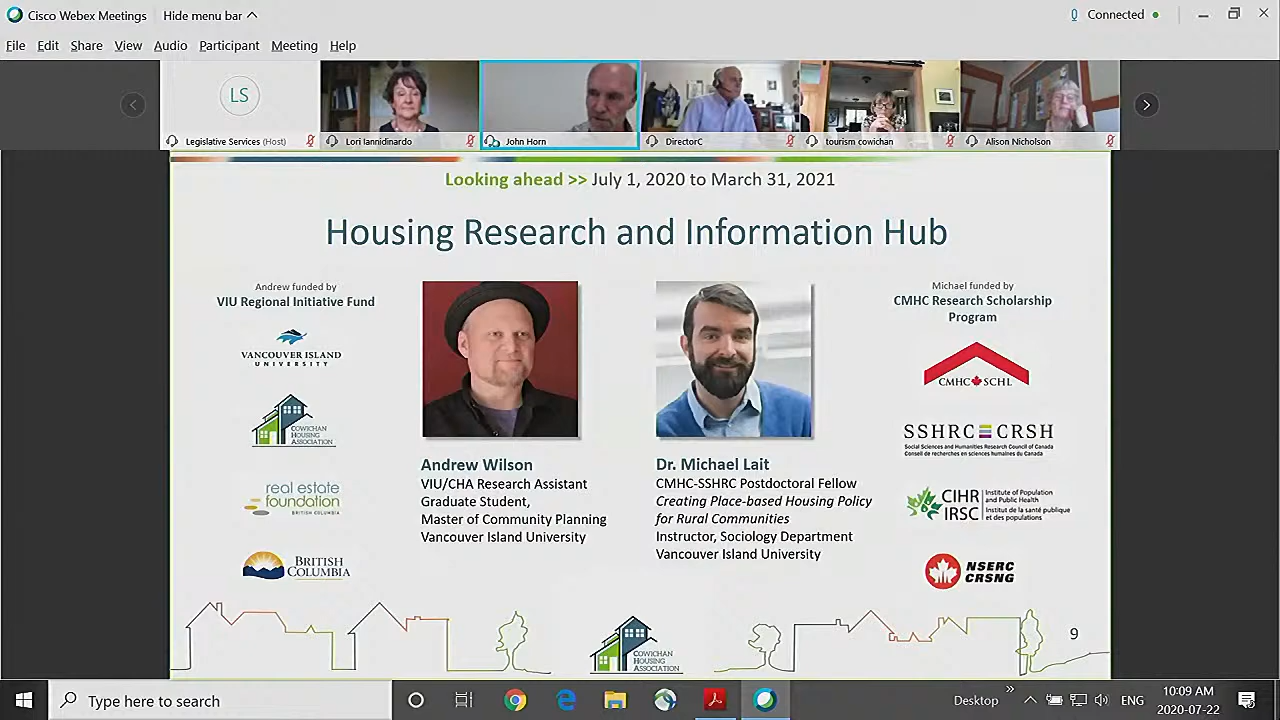 Cisco Webex Meetings
Hide menu bar
Connected
File Edit Share View Audio Participant Meeting Help
LS
Legislative Services (Host)
Lori Iannidinardo
John Horn
DirectorC
tourism cowichan
Alison Nicholson
Looking ahead >> July 1, 2020 to March 31, 2021
Housing Research and Information Hub
Andrew funded by
VIU Regional Initiative Fund
VANCOUVER ISLAND
UNIVERSITY
COWICHAN
HOUSING
ASSOCIATION
real estate
foundation
BRITISH COLUMBIA
BRITISH
COLUMBIA
Andrew Wilson
VIU/CHA Research Assistant
Graduate Student,
Master of Community Planning
Vancouver Island University
Dr. Michael Lait
CMHC-SSHRC Postdoctoral Fellow
Creating Place-based Housing Policy
for Rural Communities
Instructor, Sociology Department
Vancouver Island University
Michael funded by
CMHC Research Scholarship
Program
CMHC SCHL
SSHRC CRSH
Social Sciences and Humanities Research Council of Canada
Conseil de recherches en sciences humaines du Canada
CIHR
IRSC
Institute of Population
and Public Health
Institut de la santé publique
et des populations
NSERC
CRSNG
COWICHAN
HOUSING
ASSOCIATION
9
Type here to search
Desktop
ENG
10:09 AM
2020-07-22